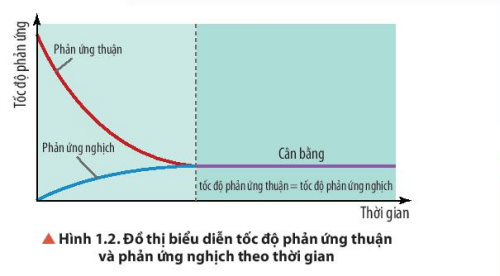 Tốc độ phản ứng
Phản ứng thuận
Phản ứng nghịch
Cân bằng
tốc độ phản ứng thuận = tốc độ phản ứng nghịch
Thời gian
▲ Hình 1.2. Đồ thị biểu diễn tốc độ phản ứng thuận
và phản ứng nghịch theo thời gian